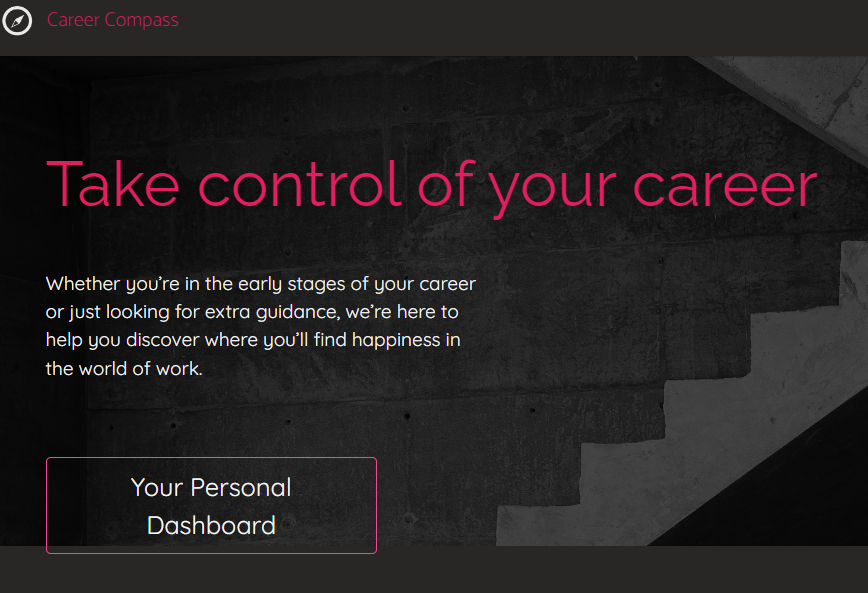 Career Compass
Take control of your career
Whether you’re in the early stages of your career
or just looking for extra guidance, we’re here to
help you discover where you’ll find happiness in
the world of work.
Your Personal
Dashboard